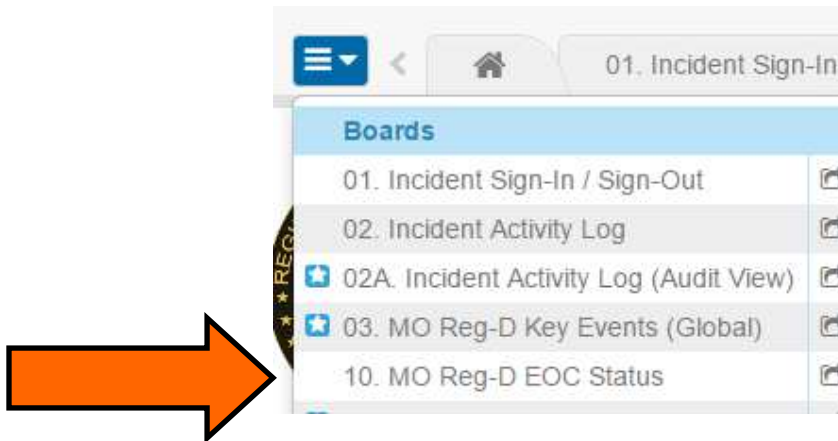 01. Incident Sign-In
Boards
01. Incident Sign-In / Sign-Out
02. Incident Activity Log
02A. Incident Activity Log (Audit View)
03. MO Reg-D Key Events (Global)
10. MO Reg-D EOC Status
REGI